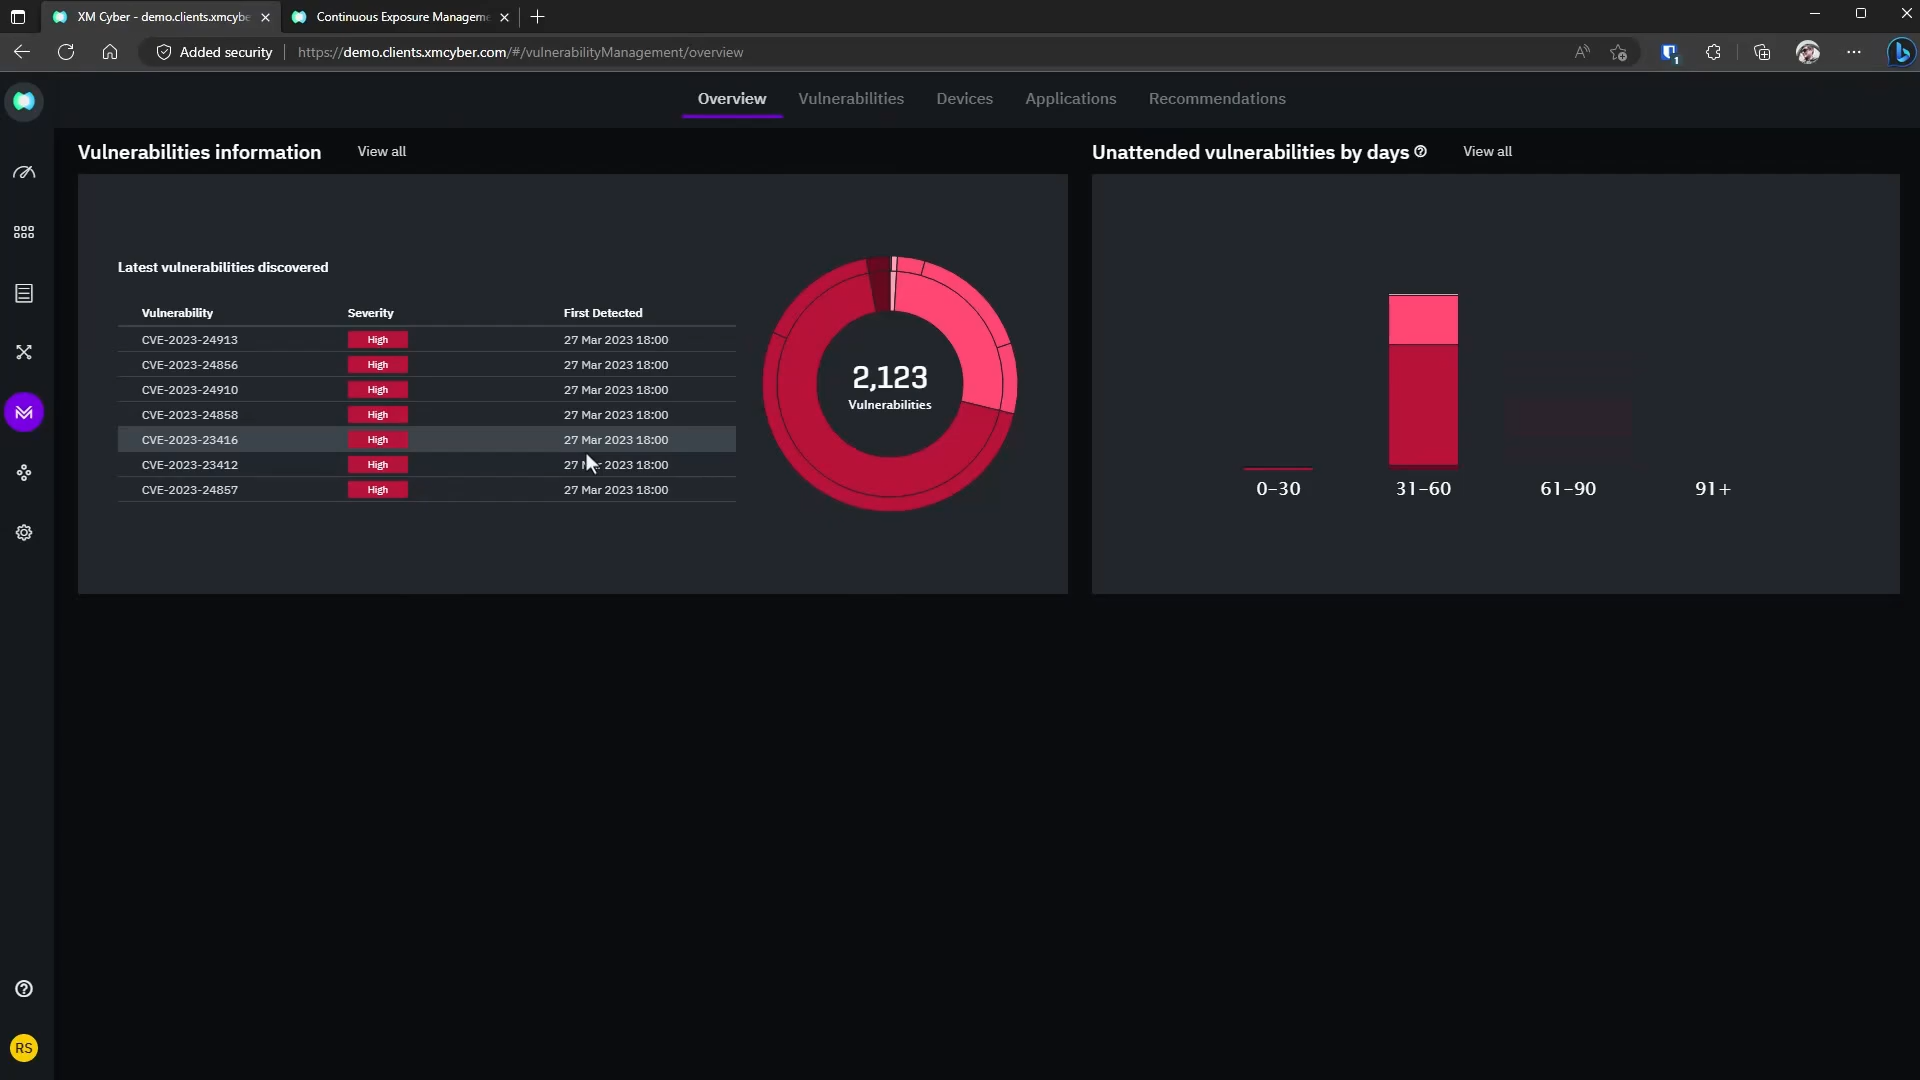 XM Cyber - demo.clients.xmcybe
Continuous Exposure Manageme
Added security
https://demo.clients.xmcyber.com/#/vulnerabilityManagement/overview
Overview Vulnerabilities Devices Applications Recommendations
Vulnerabilities information View all
Latest vulnerabilities discovered
Vulnerability Severity First Detected
CVE-2023-24913 High 27 Mar 2023 18:00
CVE-2023-24856 High 27 Mar 2023 18:00
CVE-2023-24910 High 27 Mar 2023 18:00
CVE-2023-24858 High 27 Mar 2023 18:00
CVE-2023-23416 High 27 Mar 2023 18:00
CVE-2023-23412 High 27 Mar 2023 18:00
CVE-2023-24857 High 27 Mar 2023 18:00
2,123
Vulnerabilities
Unattended vulnerabilities by days View all
0-30 31-60 61-90 91+
RS